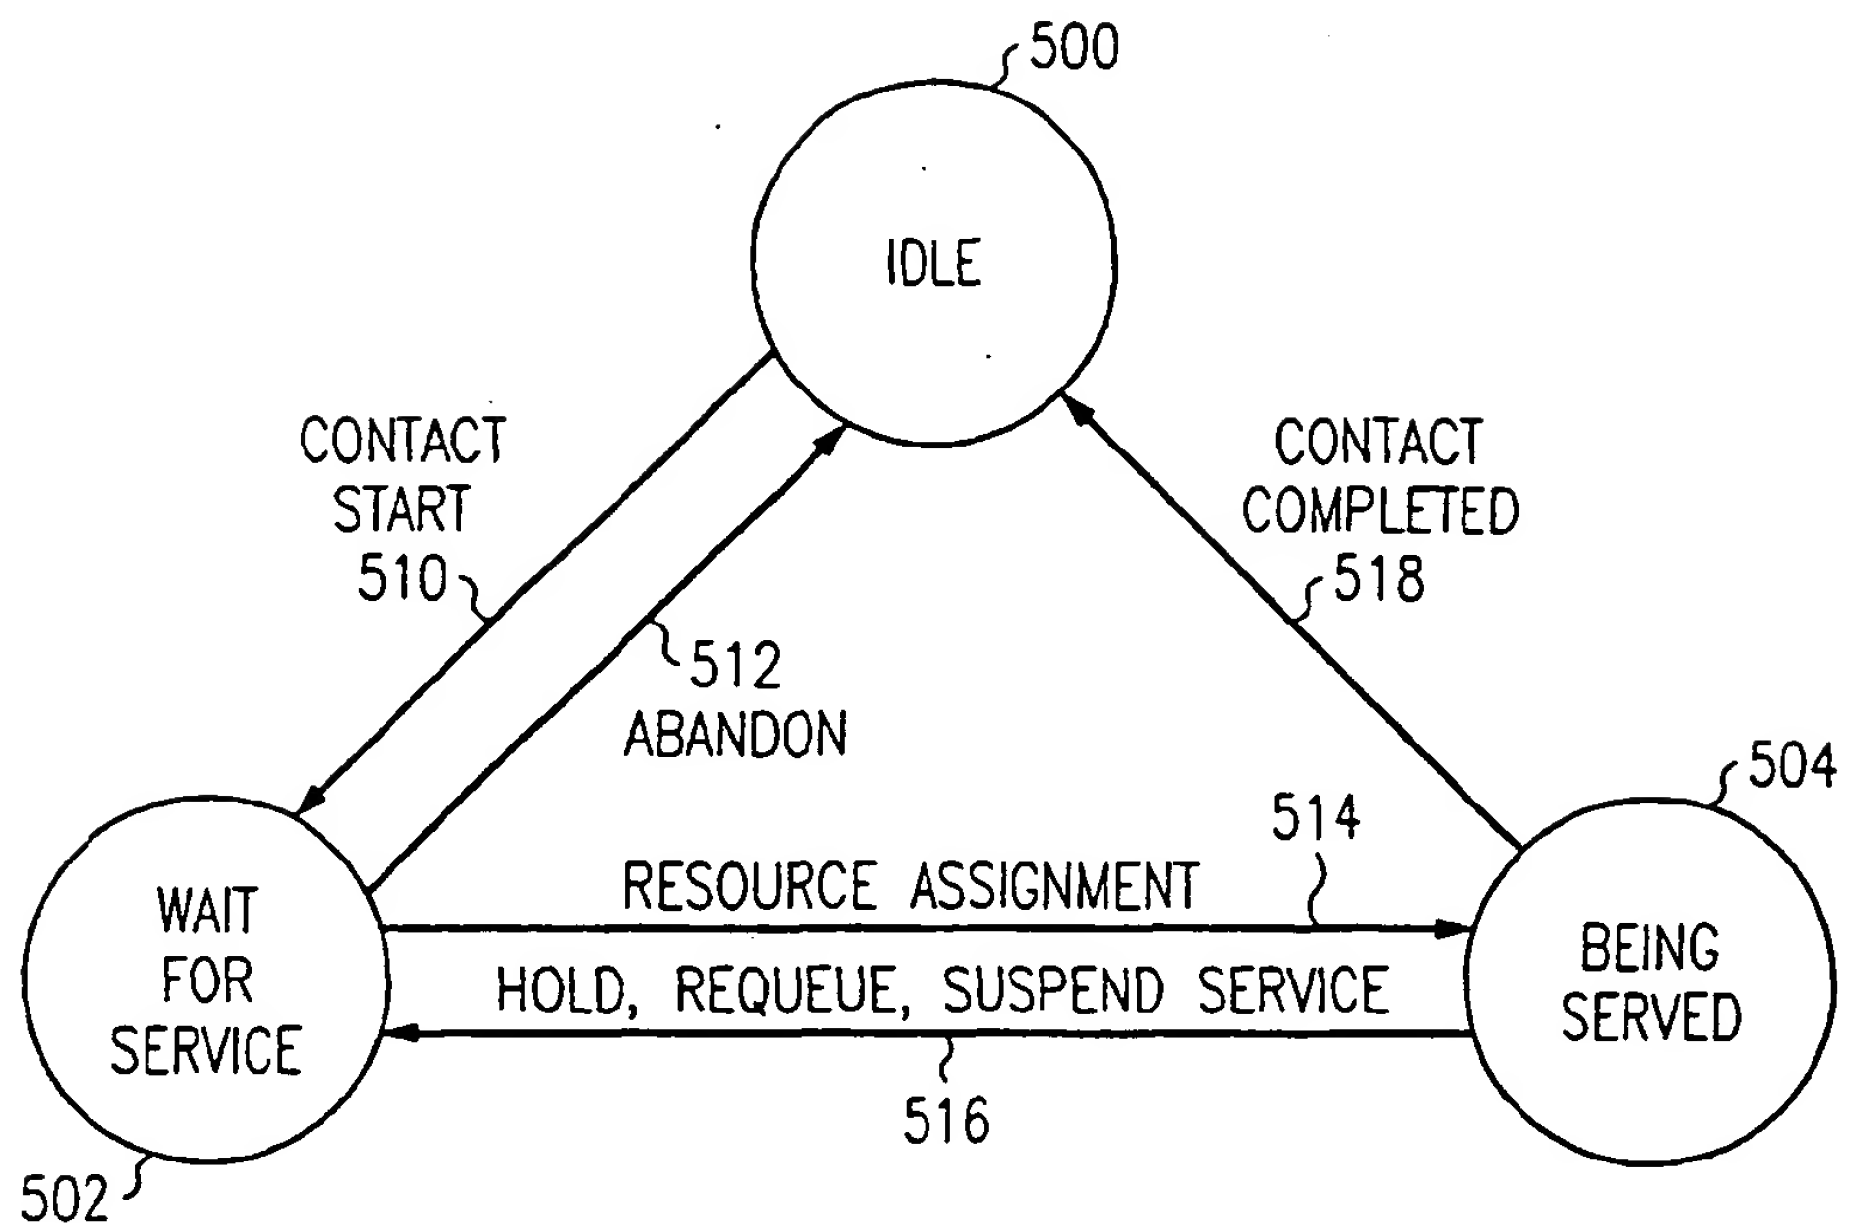 500
IDLE
CONTACT
START
510
CONTACT
COMPLETED
518
512
ABANDON
504
514
RESOURCE ASSIGNMENT
WAIT
FOR
SERVICE
HOLD, REQUEUE, SUSPEND SERVICE
BEING
SERVED
516
502